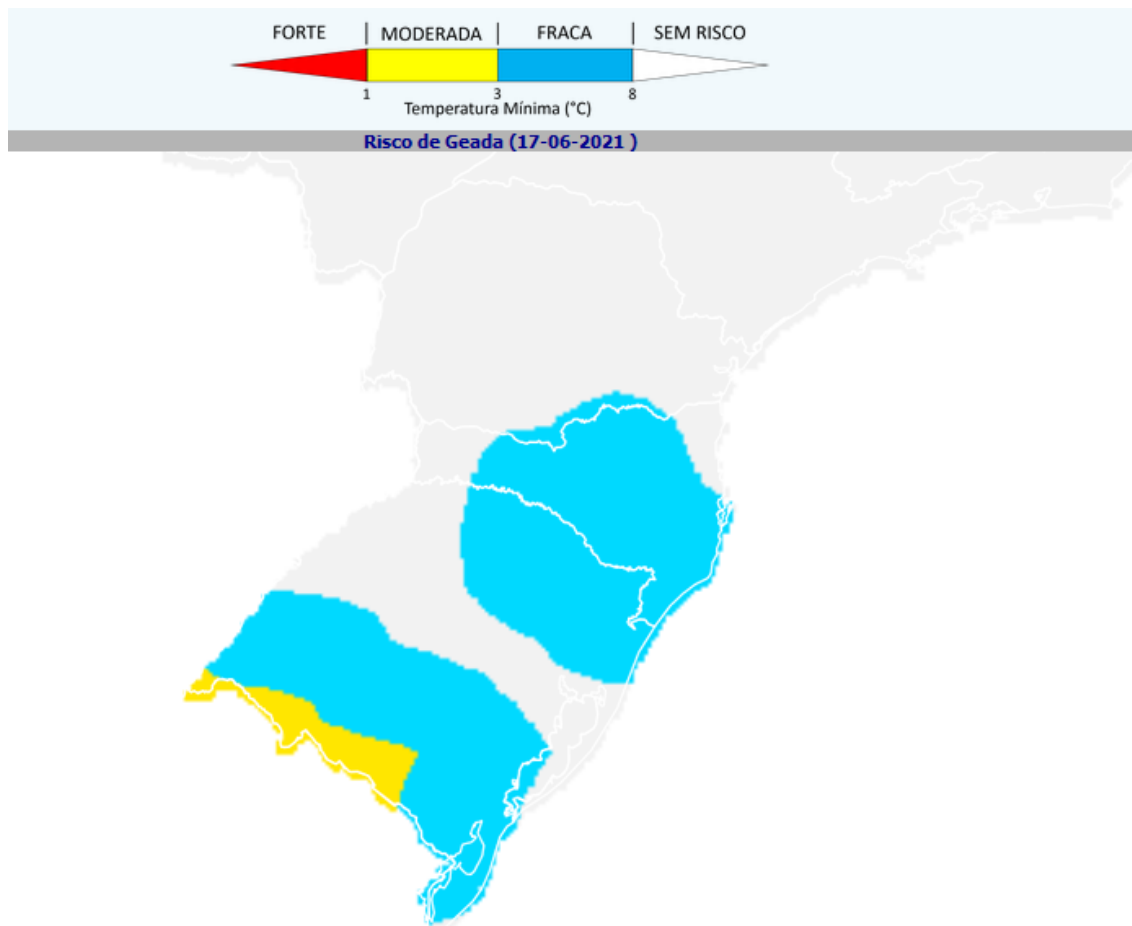 FORTE | MODERADA | FRACA | SEM RISCO
1 3 8
Temperatura Mínima (°C)
Risco de Geada (17-06-2021 )